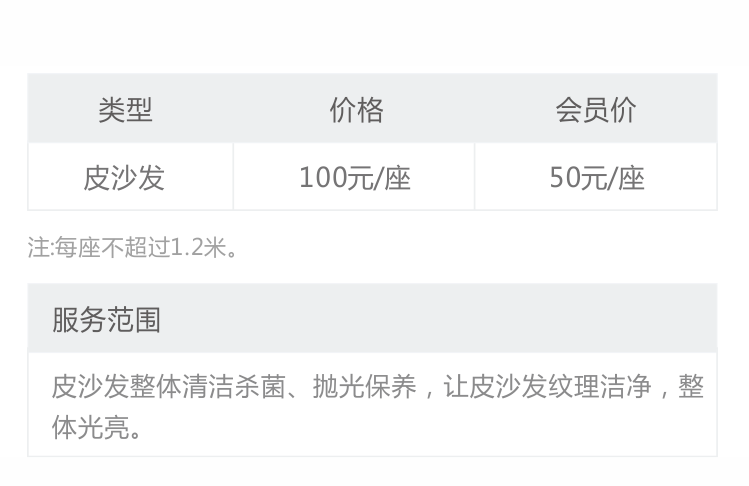 类型 价格 会员价
皮沙发 100元/座 50元/座
注:每座不超过1.2米。
服务范围
皮沙发整体清洁杀菌、抛光保养，让皮沙发纹理洁净，整
体光亮。